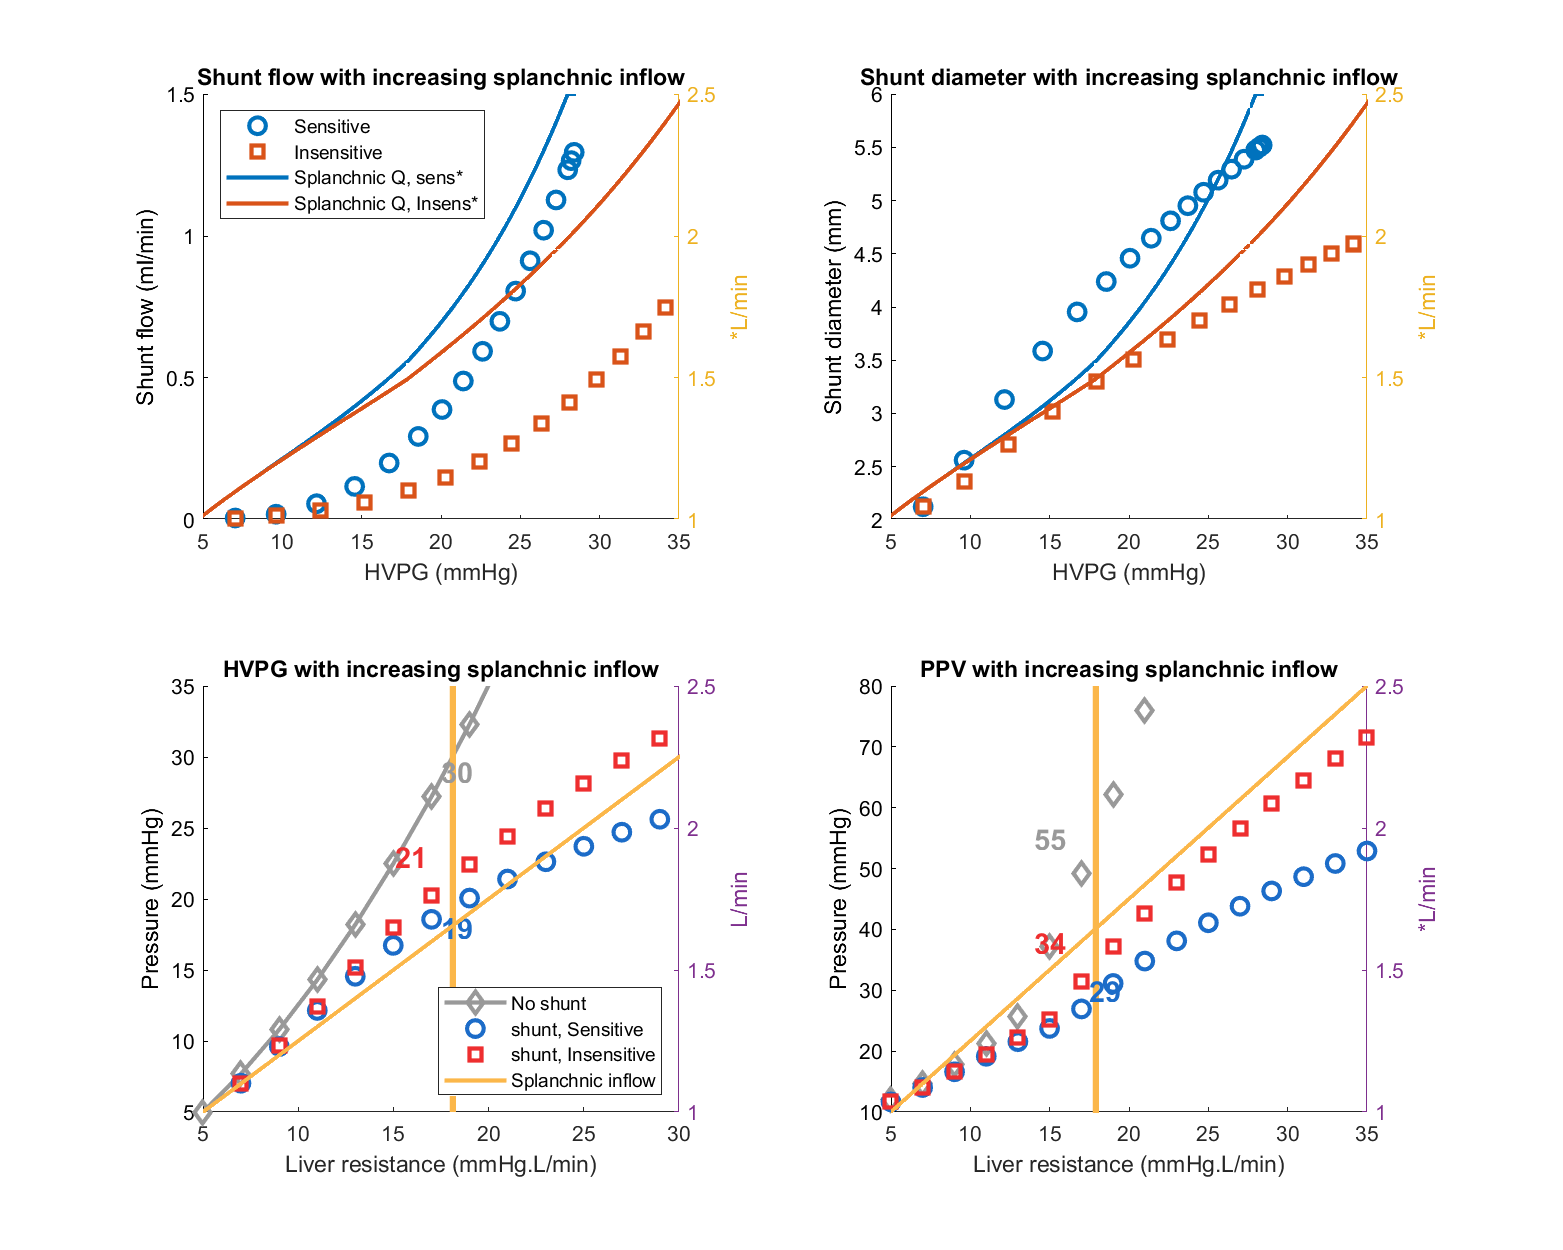 Shunt flow with increasing splanchnic inflow
1.5
1
0.5
0
Shunt flow (ml/min)
Sensitive
Insensitive
Splanchnic Q, sens*
Splanchnic Q, Insens*
2.5
2
1.5
1
*L/min
5 10 15 20 25 30 35
HVPG (mmHg)
Shunt diameter with increasing splanchnic inflow
6
5.5
5
4.5
4
3.5
3
2.5
2
Shunt diameter (mm)
2.5
2
1.5
1
*L/min
5 10 15 20 25 30 35
HVPG (mmHg)
HVPG with increasing splanchnic inflow
35
30
25
20
15
10
5
Pressure (mmHg)
30
21
19
No shunt
shunt, Sensitive
shunt, Insensitive
Splanchnic inflow
2.5
2
1.5
1
L/min
5 10 15 20 25 30
Liver resistance (mmHg.L/min)
PPV with increasing splanchnic inflow
80
70
60
50
40
30
20
10
Pressure (mmHg)
55
34
29
2.5
2
1.5
1
*L/min
5 10 15 20 25 30 35
Liver resistance (mmHg.L/min)